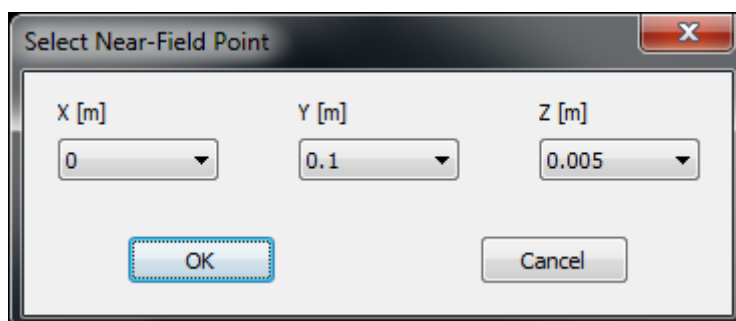 Select Near-Field Point
X [m] Y [m] Z [m]
0 0.1 0.005
OK Cancel